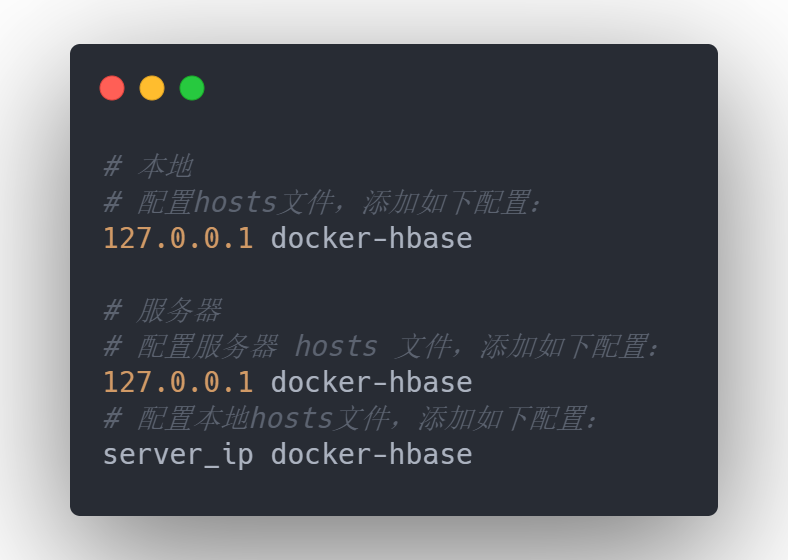 # 本地
# 配置hosts文件，添加如下配置：
127.0.0.1 docker-hbase
# 服务器
# 配置服务器 hosts 文件，添加如下配置：
127.0.0.1 docker-hbase
# 配置本地hosts文件，添加如下配置：
server_ip docker-hbase